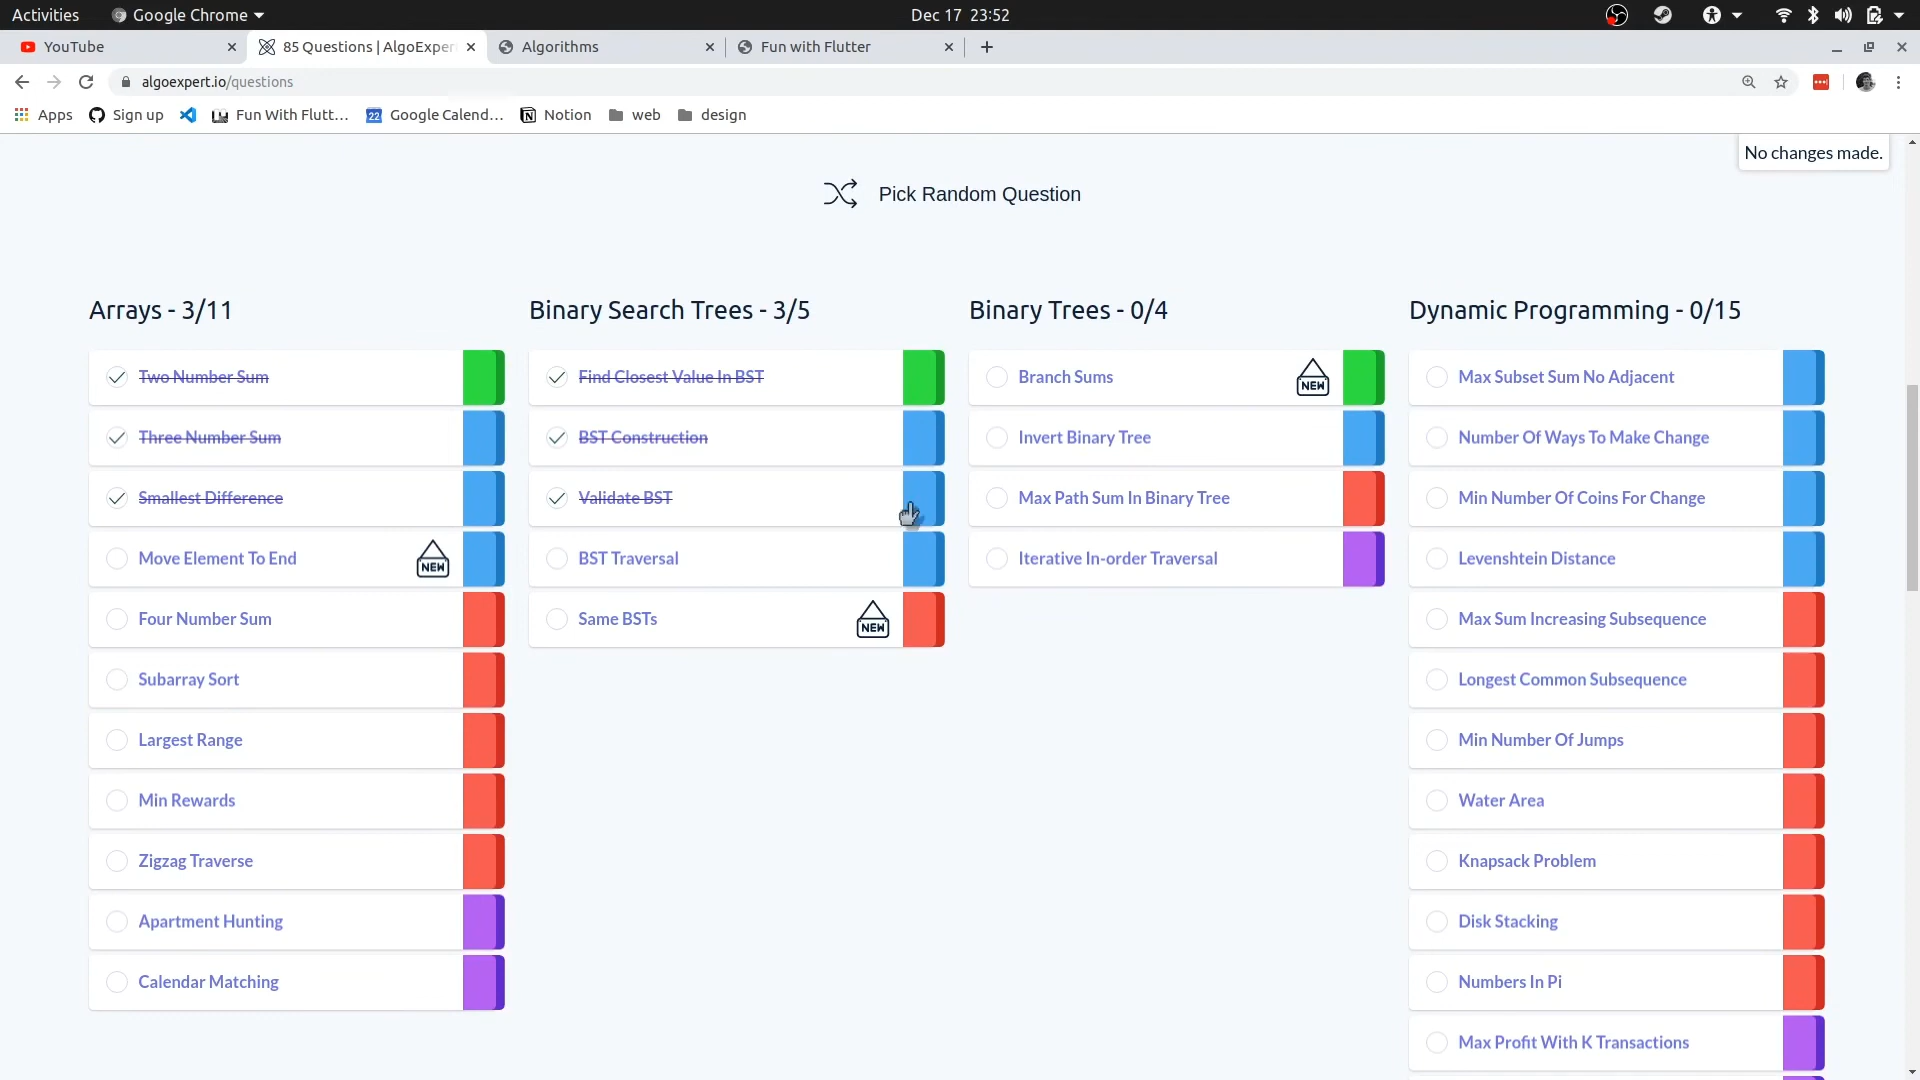 Activities
Google Chrome
Dec 17 23:52
YouTube
85 Questions | AlgoExper
Algorithms
Fun with Flutter
algoexpert.io/questions
Apps
Sign up
Fun With Flutt...
22
Google Calend...
Notion
web
design
No changes made.
Pick Random Question
Arrays - 3/11
Two Number Sum
Three Number Sum
Smallest Difference
Move Element To End
NEW
Four Number Sum
Subarray Sort
Largest Range
Min Rewards
Zigzag Traverse
Apartment Hunting
Calendar Matching
Binary Search Trees - 3/5
Find Closest Value In BST
BST Construction
Validate BST
BST Traversal
Same BSTs
NEW
Binary Trees - 0/4
Branch Sums
NEW
Invert Binary Tree
Max Path Sum In Binary Tree
Iterative In-order Traversal
Dynamic Programming - 0/15
Max Subset Sum No Adjacent
Number Of Ways To Make Change
Min Number Of Coins For Change
Levenshtein Distance
Max Sum Increasing Subsequence
Longest Common Subsequence
Min Number Of Jumps
Water Area
Knapsack Problem
Disk Stacking
Numbers In Pi
Max Profit With K Transactions